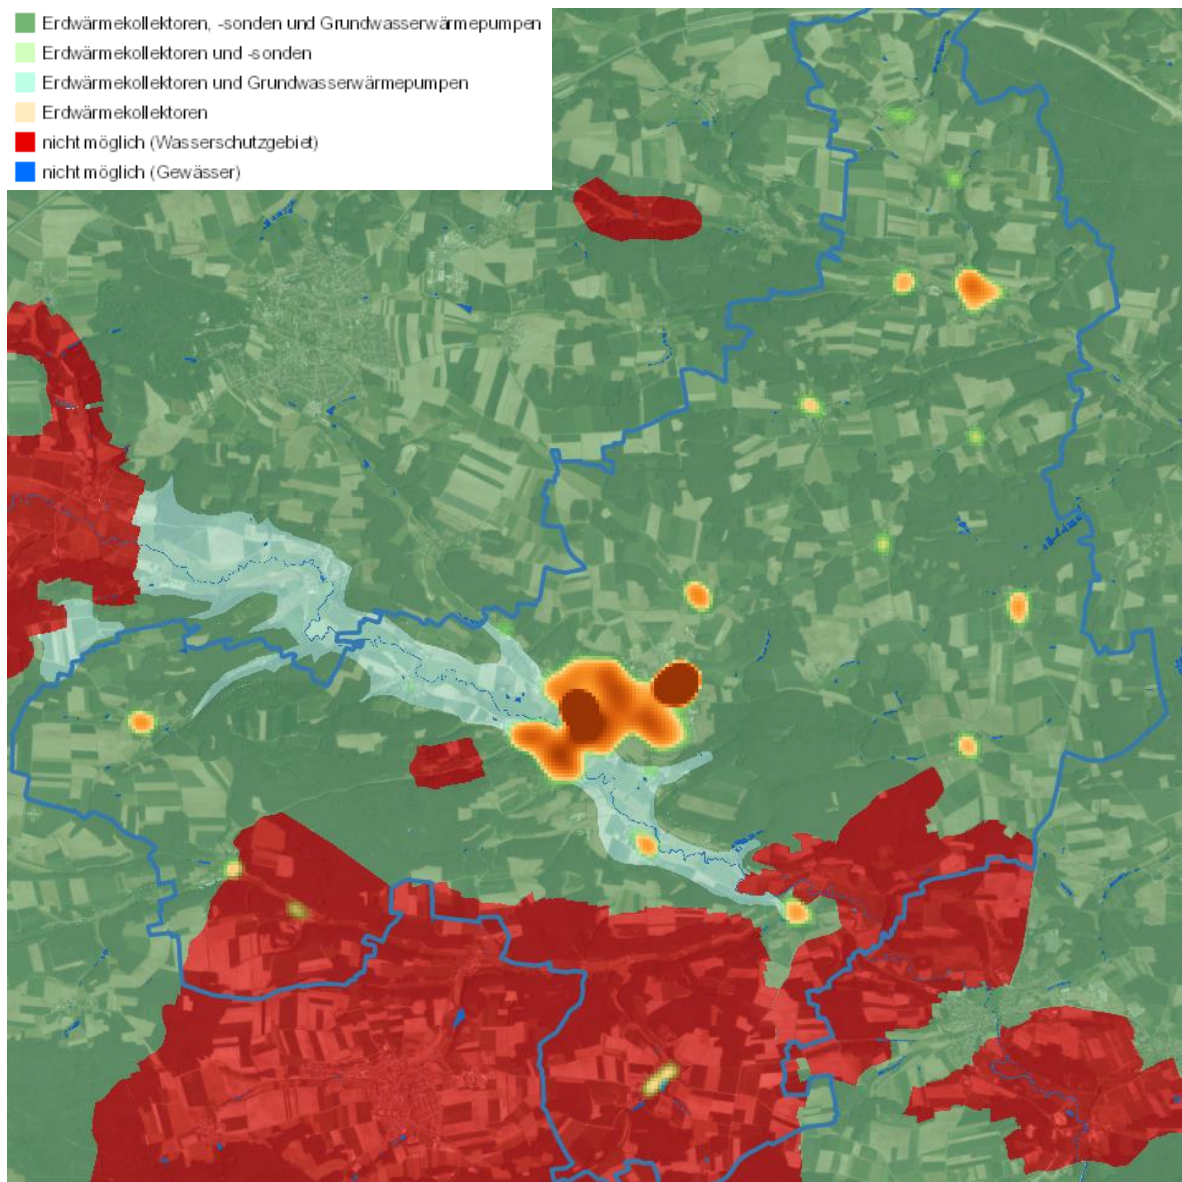 Erdwärmekollektoren, -sonden und Grundwasserwärmepumpen
Erdwärmekollektoren und -sonden
Erdwärmekollektoren und Grundwasserwärmepumpen
Erdwärmekollektoren
nicht möglich (Wasserschutzgebiet)
nicht möglich (Gewässer)